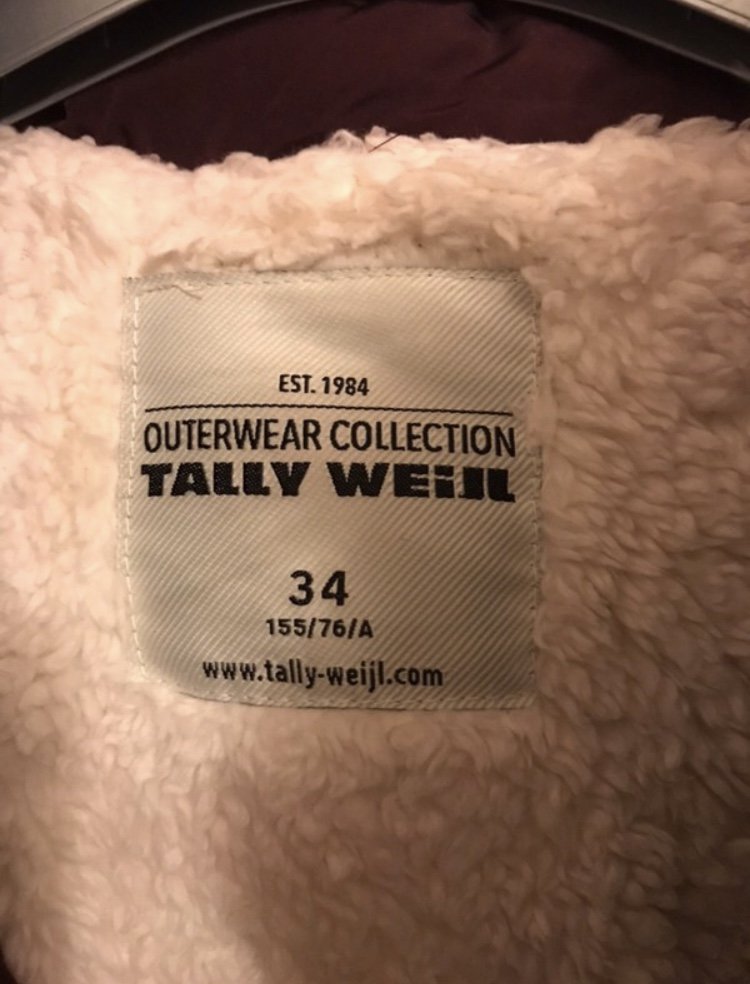 EST. 1984
OUTERWEAR COLLECTION
TALLY WEiJL
34
155/76/A
www.tally-weijl.com